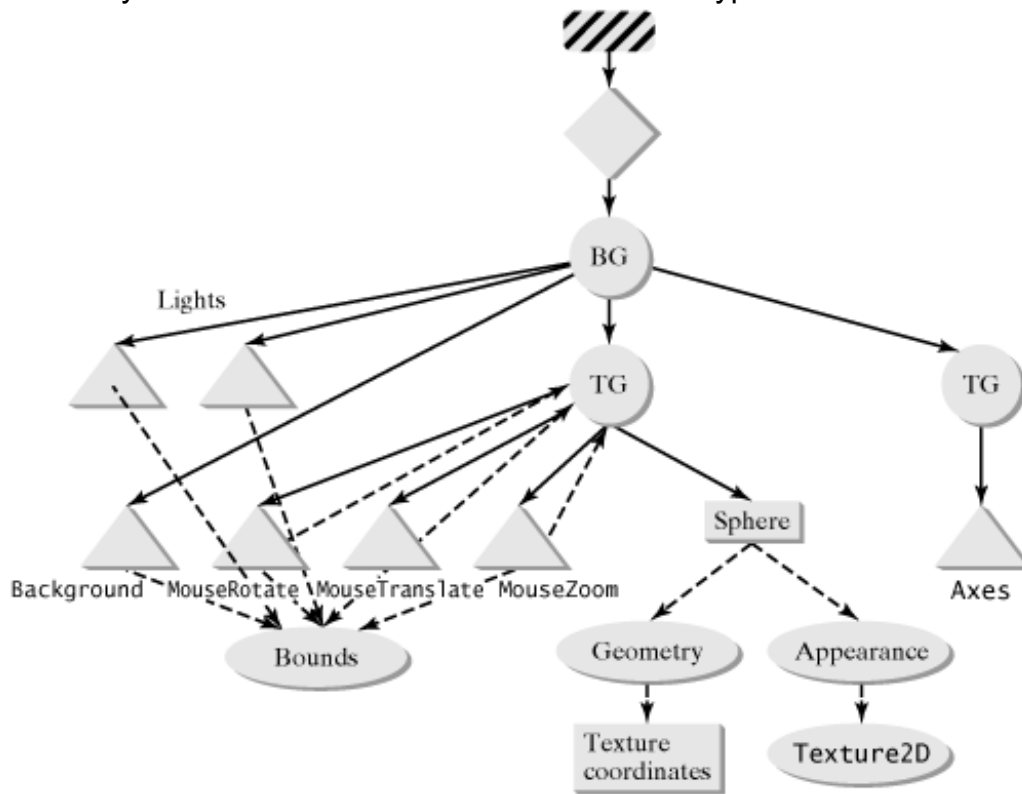 BG
Lights
TG
TG
Sphere
Background
MouseRotate
MouseTranslate
MouseZoom
Axes
Bounds
Geometry
Appearance
Texture
coordinates
Texture2D